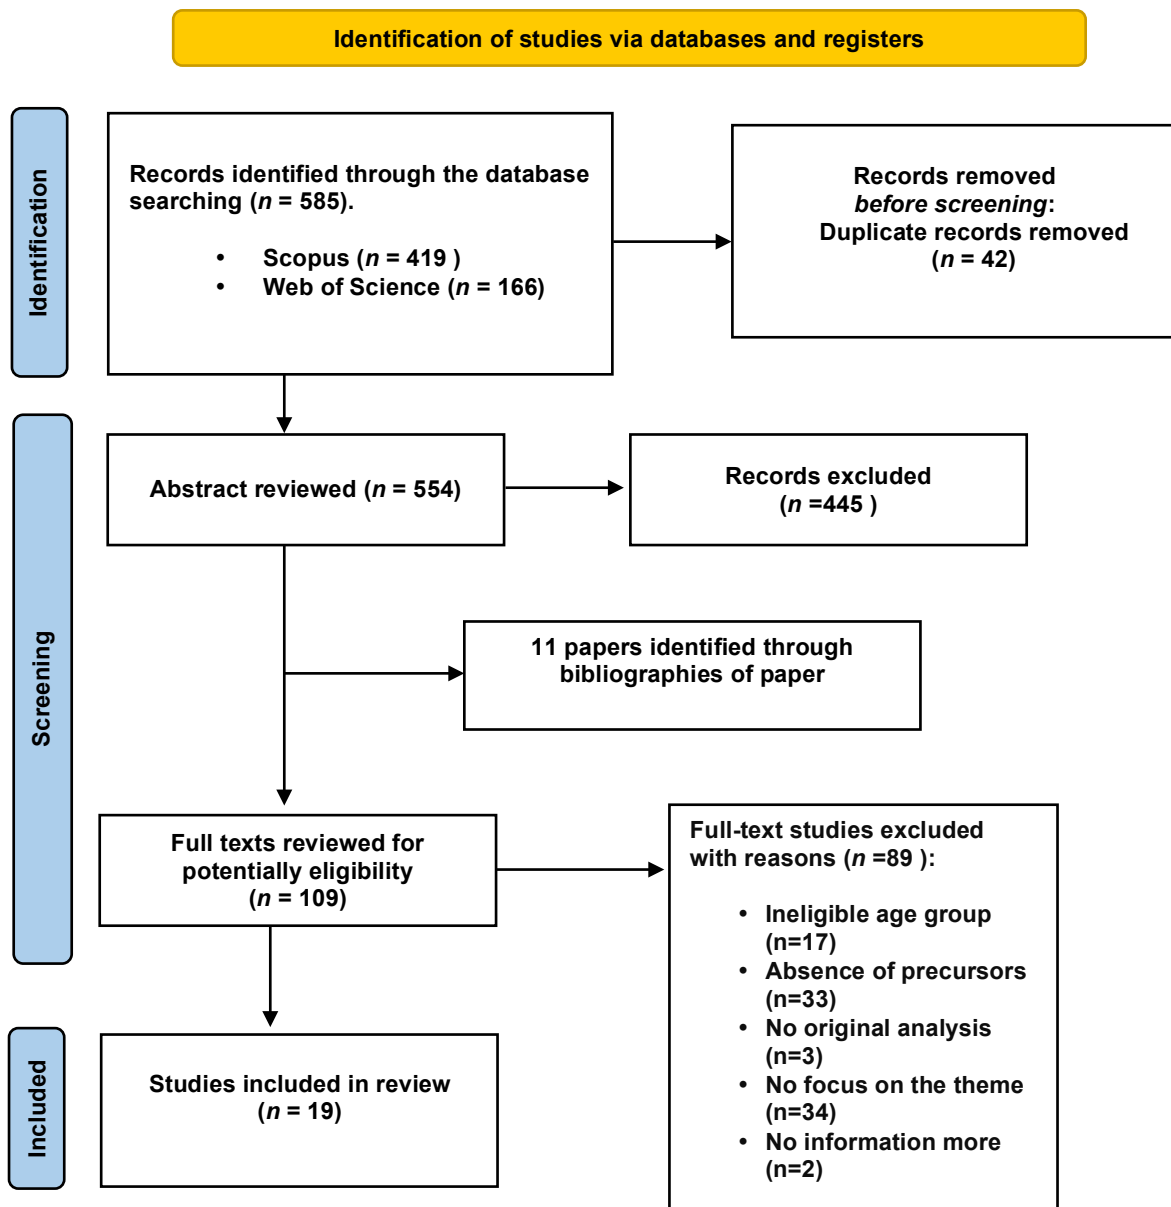 Identification of studies via databases and registers
Identification
Records identified through the database
searching (n = 585).
• Scopus (n = 419 )
• Web of Science (n = 166)
Records removed
before screening:
Duplicate records removed
(n = 42)
Screening
Abstract reviewed (n = 554)
Records excluded
(n =445 )
11 papers identified through
bibliographies of paper
Full texts reviewed for
potentially eligibility
(n = 109)
Full-text studies excluded
with reasons (n =89 ):
• Ineligible age group
(n=17)
• Absence of precursors
(n=33)
• No original analysis
(n=3)
• No focus on the theme
(n=34)
• No information more
(n=2)
Included
Studies included in review
(n = 19)